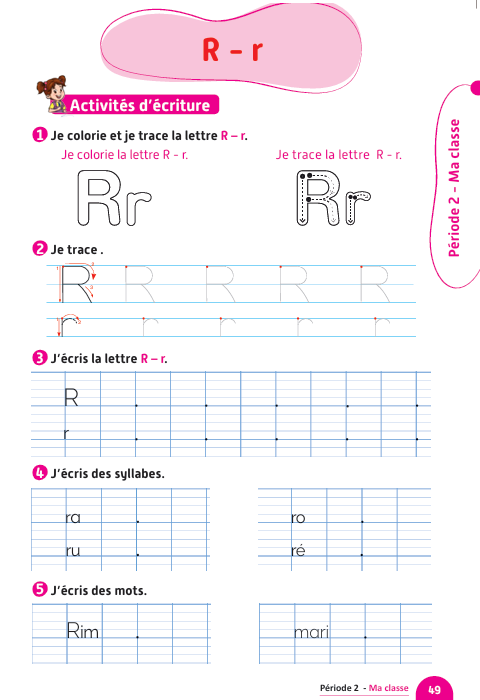 R – r
Activités d'écriture
1 Je colorie et je trace la lettre R – r.
Je colorie la lettre R - r.
Je trace la lettre R - r.
Rr
Rr
2 Je trace .
R R R R R
r r r r r
3 J'écris la lettre R – r.
R
r
4 J'écris des syllabes.
ra
ro
ru
ré
5 J'écris des mots.
Rim
mari
Période 2 - Ma classe
Période 2 - Ma classe
49